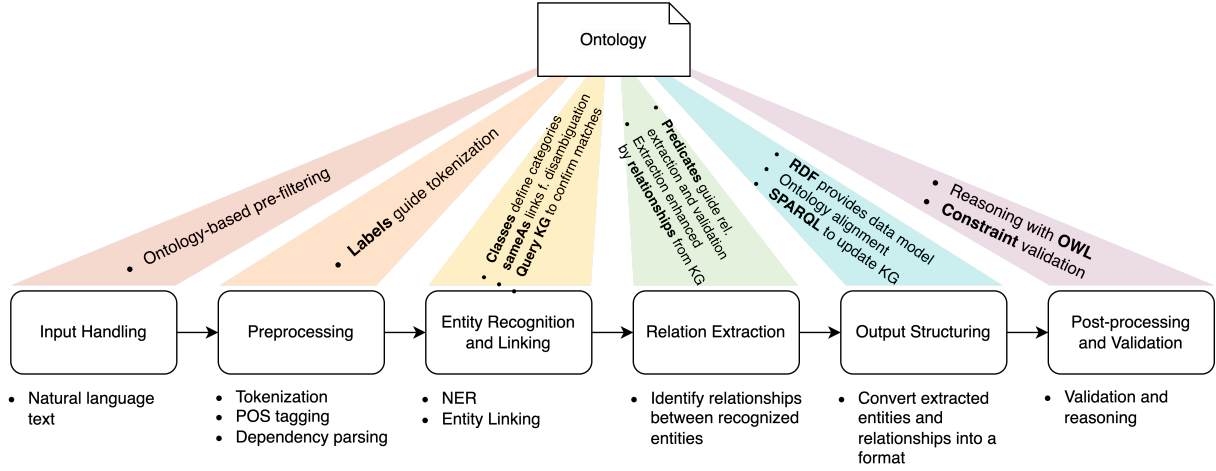 Ontology
• Ontology-based pre-filtering
• Labels guide tokenization
• Classes define categories
• sameAs links f. disambiguation
• Query KG to confirm matches
• Predicates guide rel.
extraction and validation
• Extraction enhanced
by relationships from KG
• RDF provides data model
• Ontology alignment
• SPARQL to update KG
• Reasoning with OWL
• Constraint validation
Input Handling
Preprocessing
Entity Recognition
and Linking
Relation Extraction
Output Structuring
Post-processing
and Validation
• Natural language
text
• Tokenization
• POS tagging
• Dependency parsing
• NER
• Entity Linking
• Identify relationships
between recognized
entities
• Convert extracted
entities and
relationships into a
format
• Validation and
reasoning